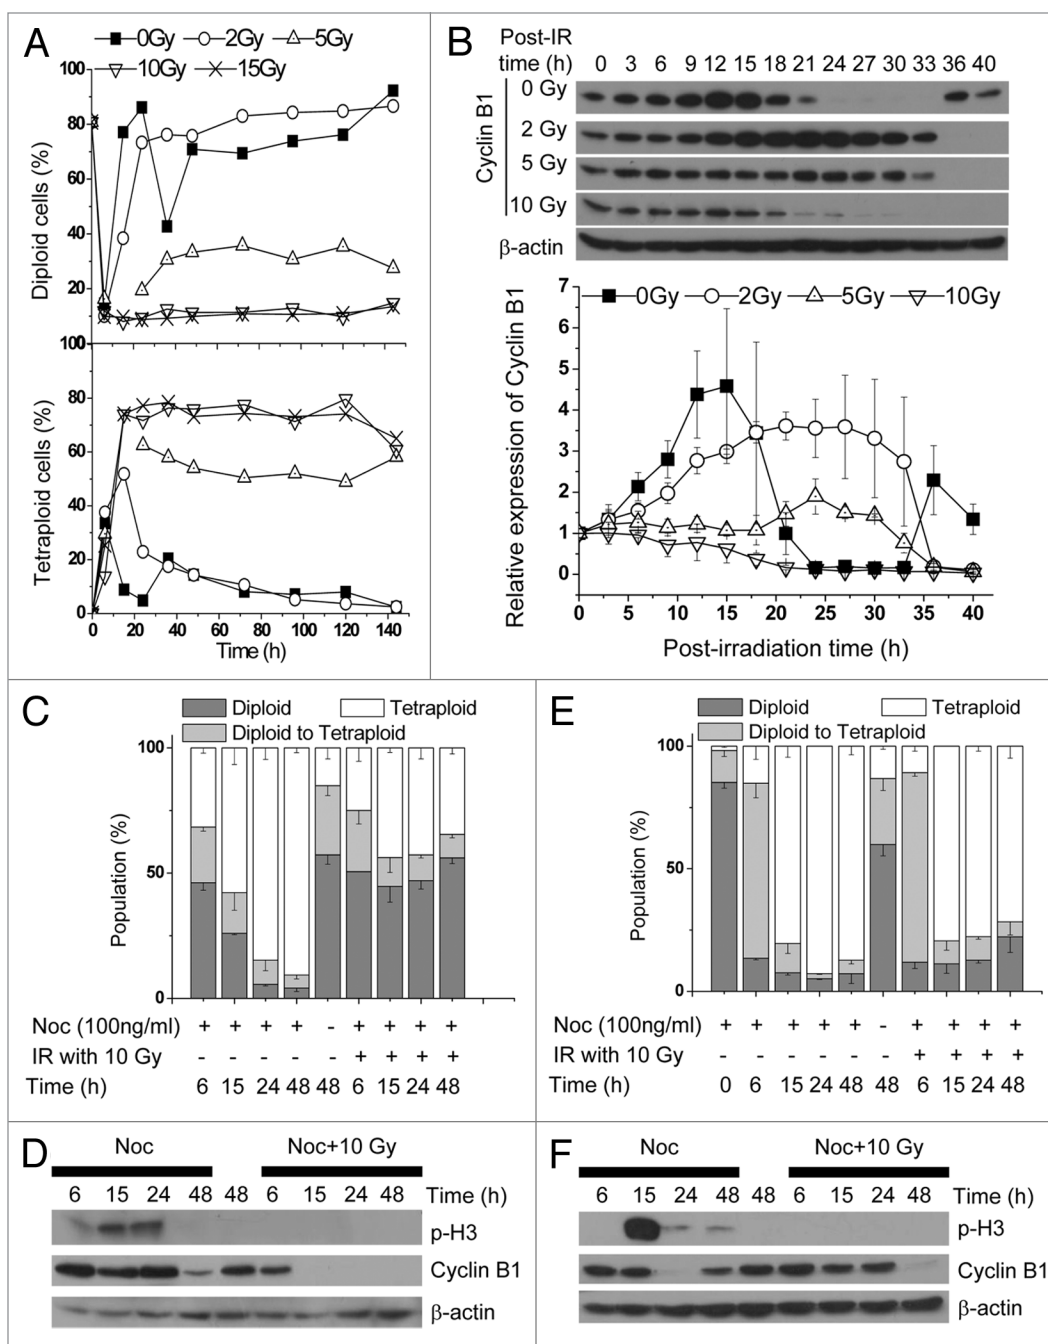 A
0Gy 2Gy 5Gy
10Gy 15Gy
100
80
60
40
20
0
Diploid cells (%)
100
80
60
40
20
0
Tetraploid cells (%)
0 20 40 60 80 100 120 140
Time (h)
B
Post-IR
time (h) 0 3 6 9 12 15 18 21 24 27 30 33 36 40
Cyclin B1
0 Gy
2 Gy
5 Gy
10 Gy
β-actin
0Gy 2Gy 5Gy 10Gy
7
6
5
4
3
2
1
0
Relative expression of Cyclin B1
0 5 10 15 20 25 30 35 40
Post-irradiation time (h)
C
Diploid Tetraploid
Diploid to Tetraploid
100
50
0
Population (%)
Noc (100ng/ml) + + + + - + + + +
IR with 10 Gy - - - - - + + + +
Time (h) 6 15 24 48 48 6 15 24 48
E
Diploid Tetraploid
Diploid to Tetraploid
100
50
0
Population (%)
Noc (100ng/ml) + + + + + - + + + +
IR with 10 Gy - - - - - - + + + +
Time (h) 0 6 15 24 48 48 6 15 24 48
D
Noc Noc+10 Gy
6 15 24 48 48 6 15 24 48 Time (h)
p-H3
Cyclin B1
β-actin
F
Noc Noc+10 Gy
6 15 24 48 48 6 15 24 48 Time (h)
p-H3
Cyclin B1
β-actin